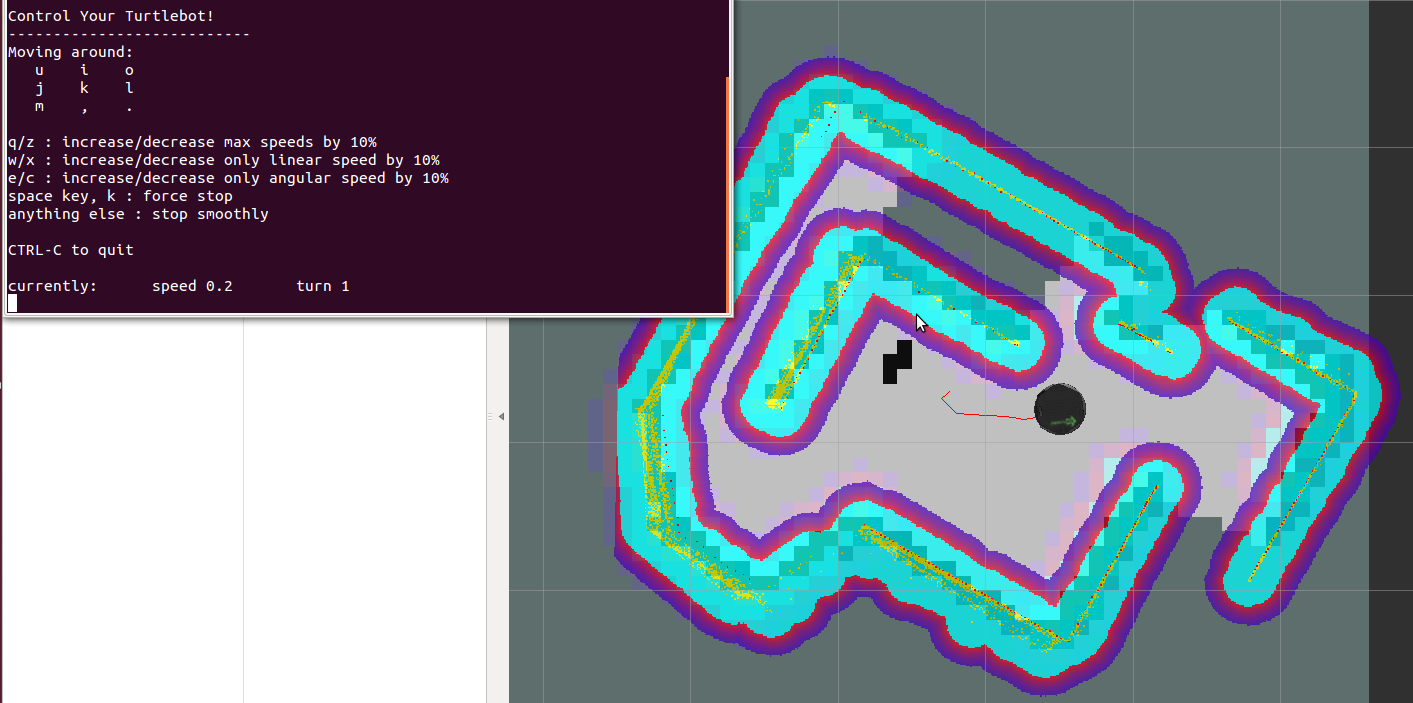 Control Your Turtlebot!
---------------------------
Moving around:
u i o
j k l
m , .
q/z : increase/decrease max speeds by 10%
w/x : increase/decrease only linear speed by 10%
e/c : increase/decrease only angular speed by 10%
space key, k : force stop
anything else : stop smoothly
CTRL-C to quit
currently: speed 0.2 turn 1